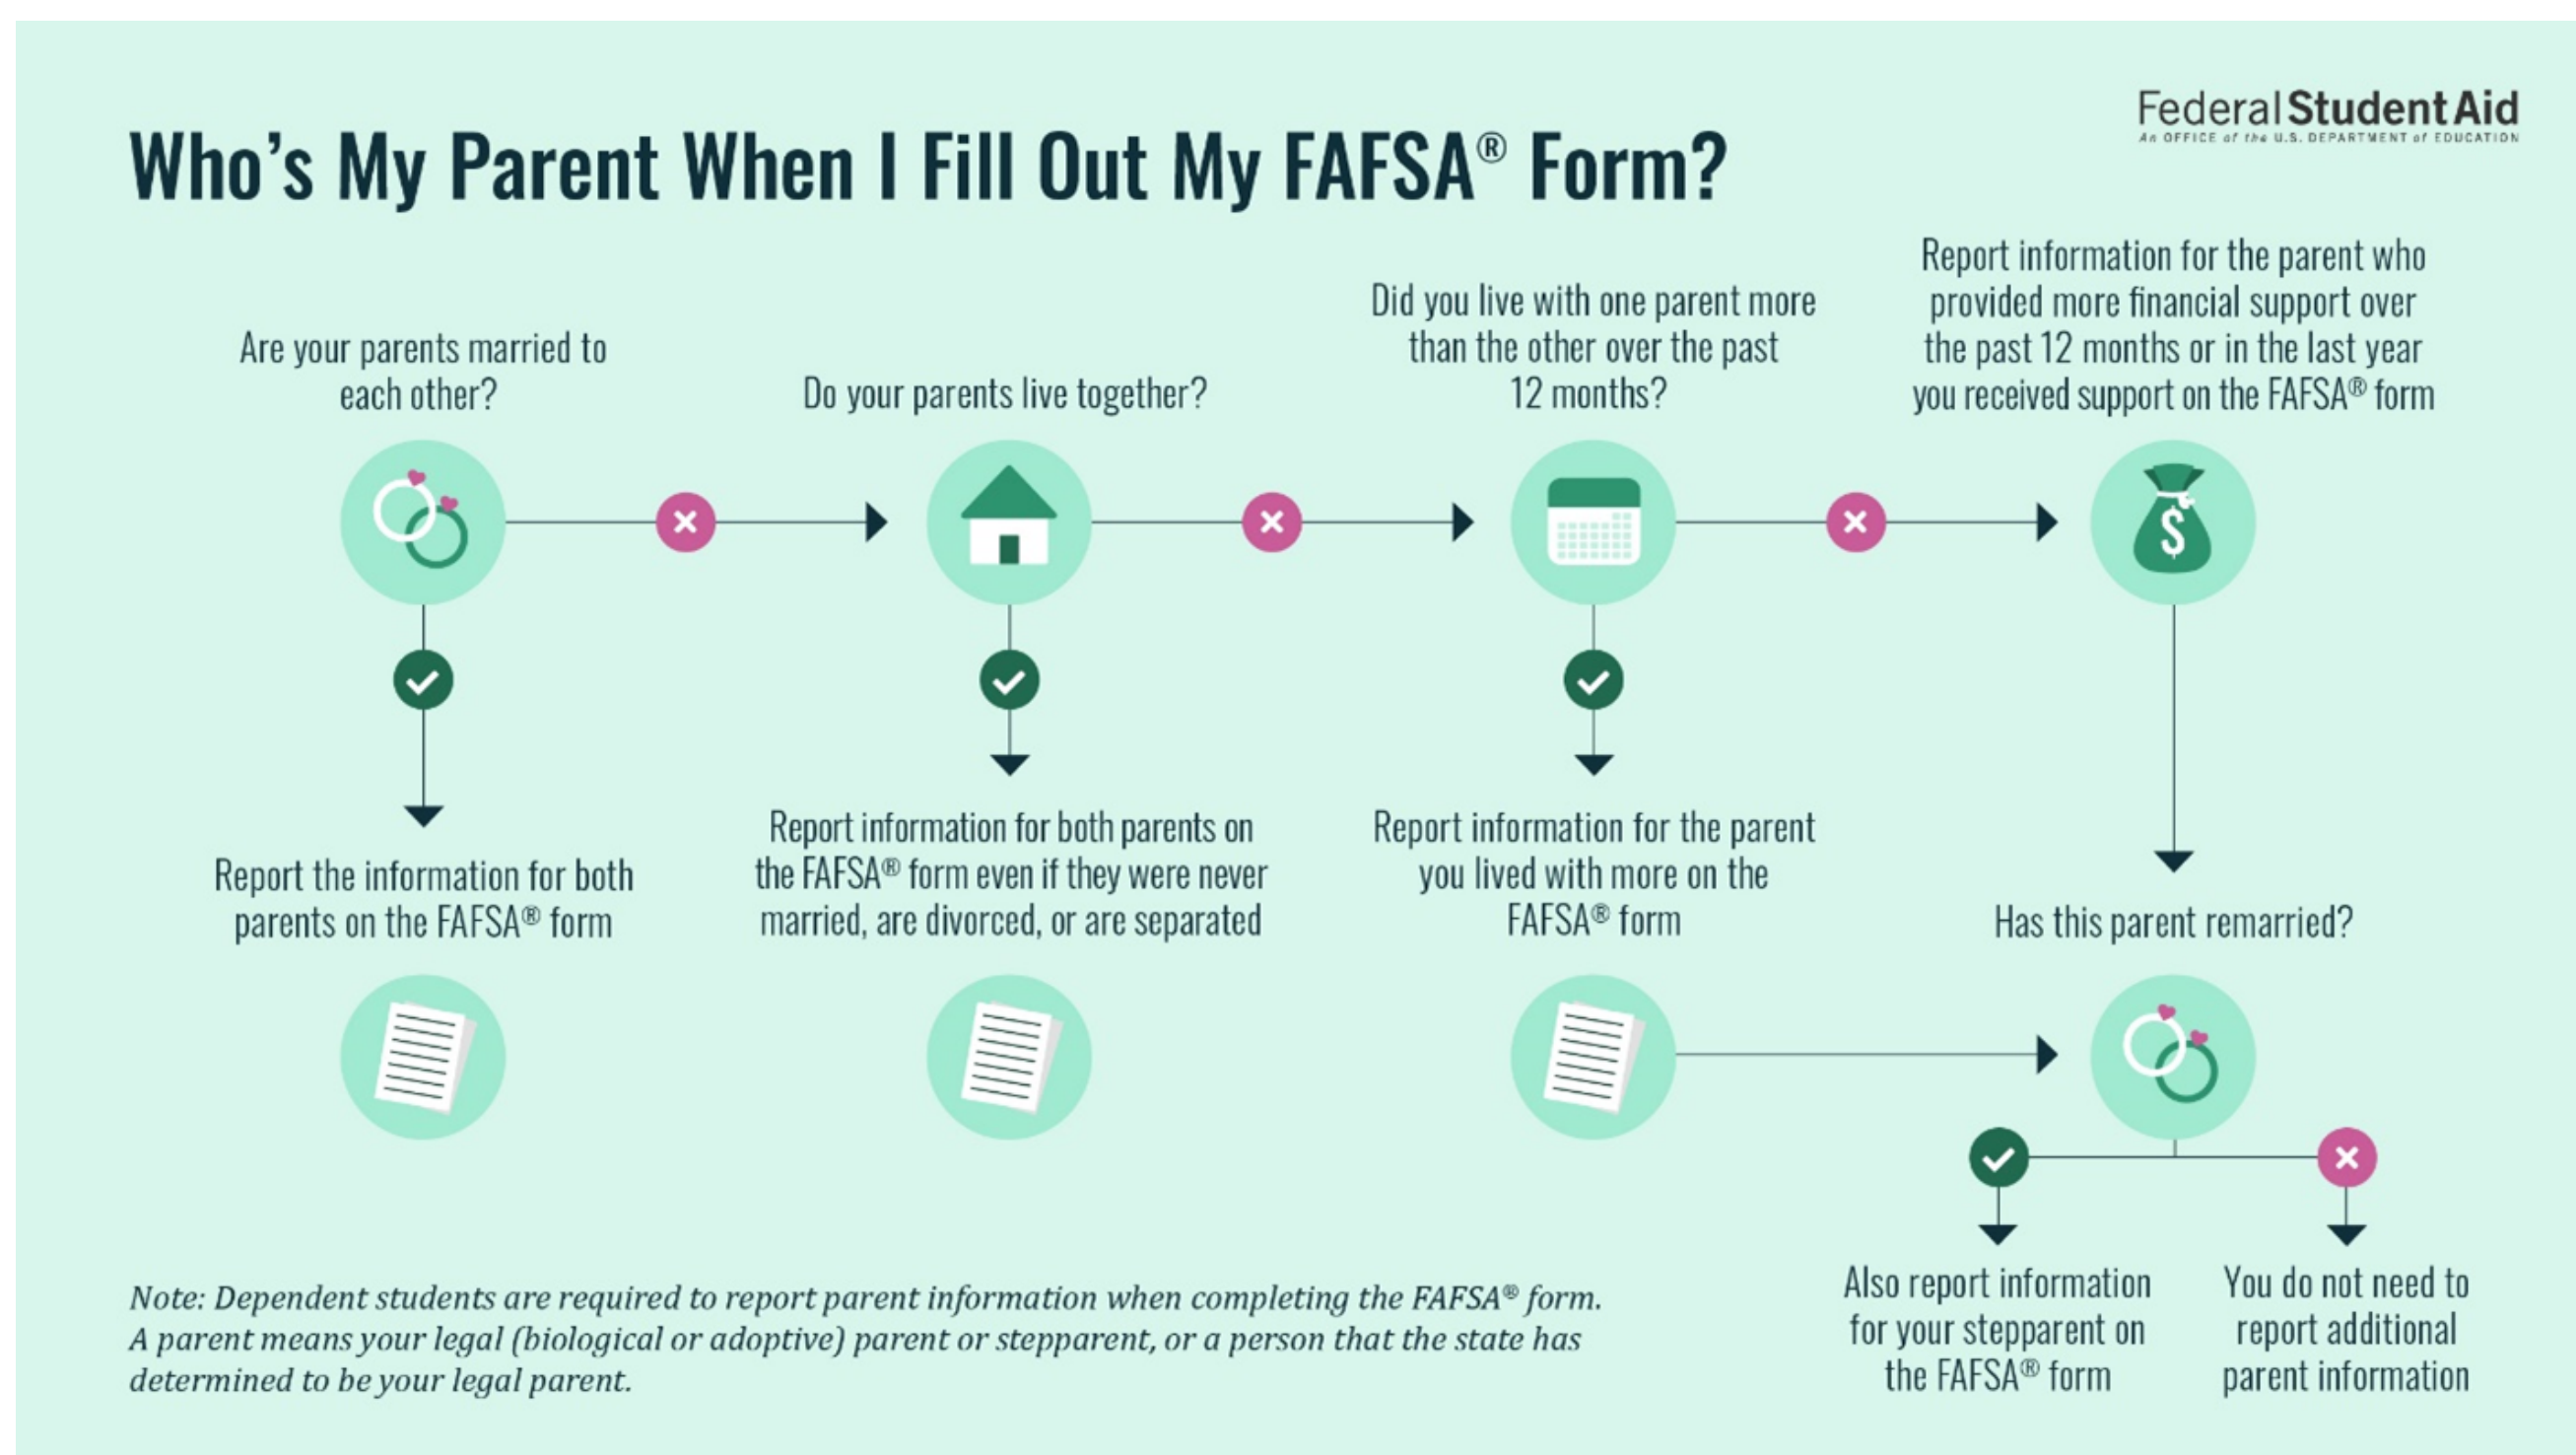 Federal Student Aid
An OFFICE of the U.S. DEPARTMENT of EDUCATION
Who's My Parent When I Fill Out My FAFSA® Form?
Are your parents married to
each other?
Do your parents live together?
Did you live with one parent more
than the other over the past
12 months?
Report information for the parent who
provided more financial support over
the past 12 months or in the last year
you received support on the FAFSA® form
$
Report the information for both
parents on the FAFSA® form
Report information for both parents on
the FAFSA® form even if they were never
married, are divorced, or are separated
Report information for the parent
you lived with more on the
FAFSA® form
Has this parent remarried?
Also report information
for your stepparent on
the FAFSA® form
You do not need to
report additional
parent information
Note: Dependent students are required to report parent information when completing the FAFSA® form.
A parent means your legal (biological or adoptive) parent or stepparent, or a person that the state has
determined to be your legal parent.